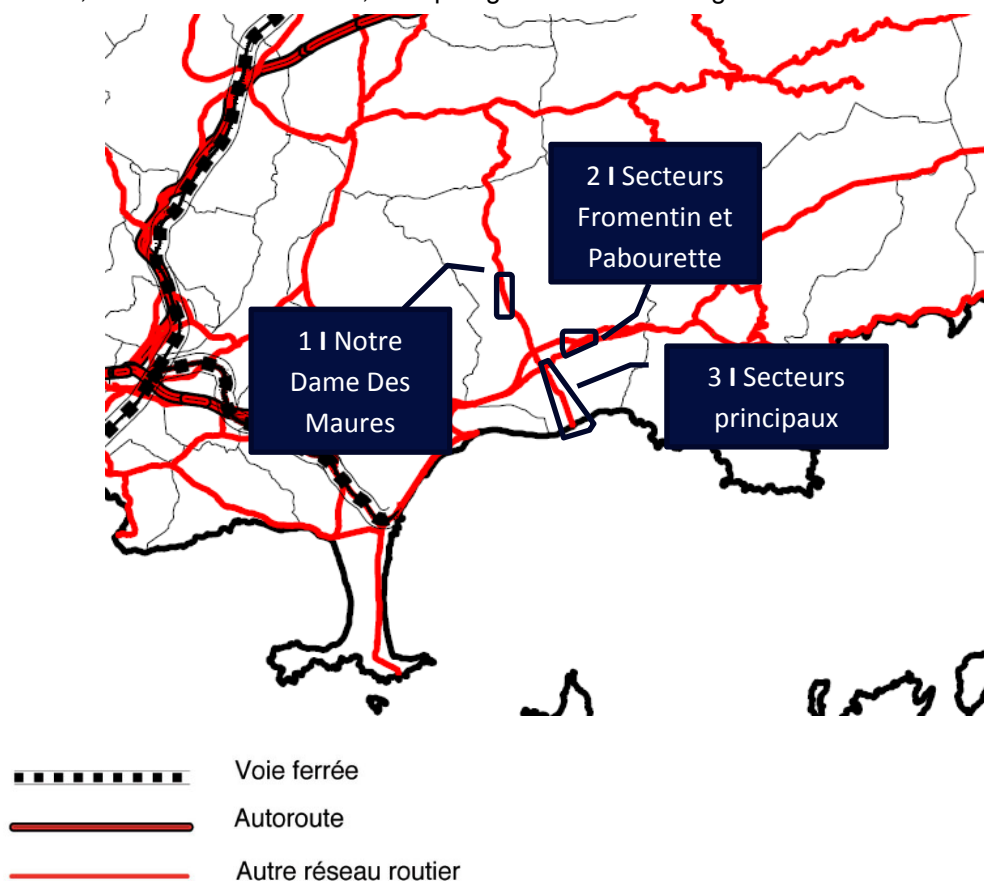 2 I Secteurs
Fromentin et
Pabourette
1 I Notre
Dame Des
Maures
3 I Secteurs
principaux
Voie ferrée
Autoroute
Autre réseau routier